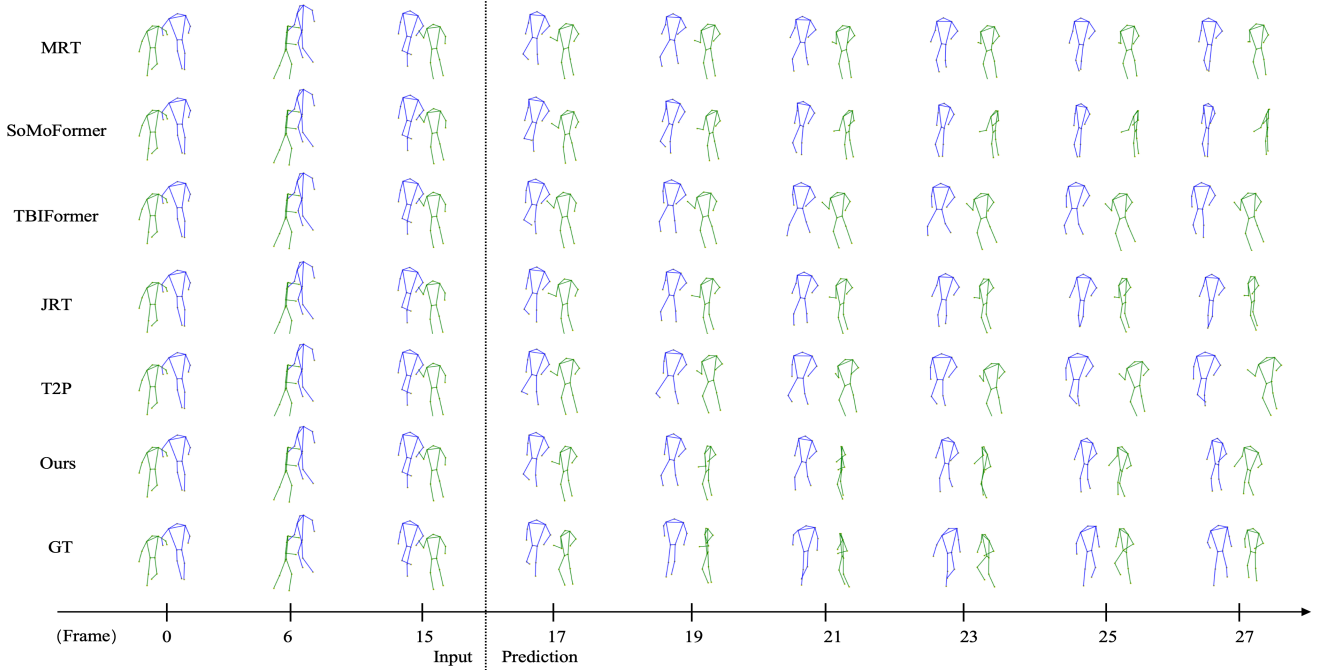 MRT
SoMoFormer
TBIFormer
JRT
T2P
Ours
GT
(Frame) 0 6 15 17 19 21 23 25 27
Input Prediction